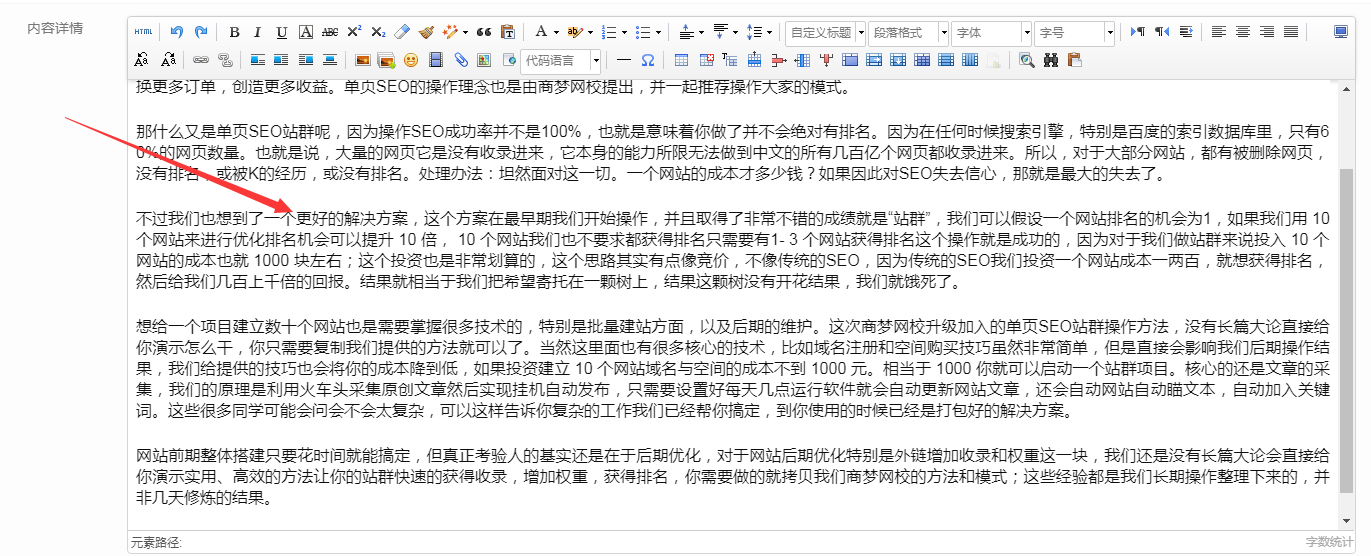 内容详情
HTML B I U A ABC X² X₂ A 自定义标题 段落格式 字体 字号
代码语言
换更多订单，创造更多收益。单页SEO的操作理念也是由商梦网校提出，并一起推荐操作大家的模式。
那什么又是单页SEO站群呢，因为操作SEO成功率并不是100%，也就是意味着你做了并不会绝对有排名。因为在任何时候搜索引擎，特别是百度的索引数据库里，只有6
0%的网页数量。也就是说，大量的网页它是没有收录进来，它本身的能力所限无法做到中文的所有几百亿个网页都收录进来。所以，对于大部分网站，都有被删除网页，
没有排名，或被K的经历，或没有排名。处理办法：坦然面对这一切。一个网站的成本才多少钱？如果因此对SEO失去信心，那就是最大的失去了。
不过我们也想到了一个更好的解决方案，这个方案在最早期我们开始操作，并且取得了非常不错的成绩就是“站群”，我们可以假设一个网站排名的机会为1，如果我们用 10
个网站来进行优化排名机会可以提升 10 倍， 10 个网站我们也不要求都获得排名只需要有1- 3 个网站获得排名这个操作就是成功的，因为对于我们做站群来说投入 10 个
网站的成本也就 1000 块左右；这个投资也是非常划算的，这个思路其实有点像竞价，不像传统的SEO，因为传统的SEO我们投资一个网站成本一两百，就想获得排名，
然后给我们几百上千倍的回报。结果就相当于我们把希望寄托在一颗树上，结果这颗树没有开花结果，我们就饿死了。
想给一个项目建立数十个网站也是需要掌握很多技术的，特别是批量建站方面，以及后期的维护。这次商梦网校升级加入的单页SEO站群操作方法，没有长篇大论直接给
你演示怎么干，你只需要复制我们提供的方法就可以了。当然这里面也有很多核心的技术，比如域名注册和空间购买技巧虽然非常简单，但是直接会影响我们后期操作结
果，我们给提供的技巧也会将你的成本降到低，如果投资建立 10 个网站域名与空间的成本不到 1000 元。相当于 1000 你就可以启动一个站群项目。核心的还是文章的采
集，我们的原理是利用火车头采集原创文章然后实现挂机自动发布，只需要设置好每天几点运行软件就会自动更新网站文章，还会自动网站自动瞄文本，自动加入关键
词。这些很多同学可能会问会不会太复杂，可以这样告诉你复杂的工作我们已经帮你搞定，到你使用的时候已经是打包好的解决方案。
网站前期整体搭建只要花时间就能搞定，但真正考验人的基实还是在于后期优化，对于网站后期优化特别是外链增加收录和权重这一块，我们还是没有长篇大论会直接给
你演示实用、高效的方法让你的站群快速的获得收录，增加权重，获得排名，你需要做的就拷贝我们商梦网校的方法和模式；这些经验都是我们长期操作整理下来的，并
非几天修炼的结果。
元素路径: 字数统计